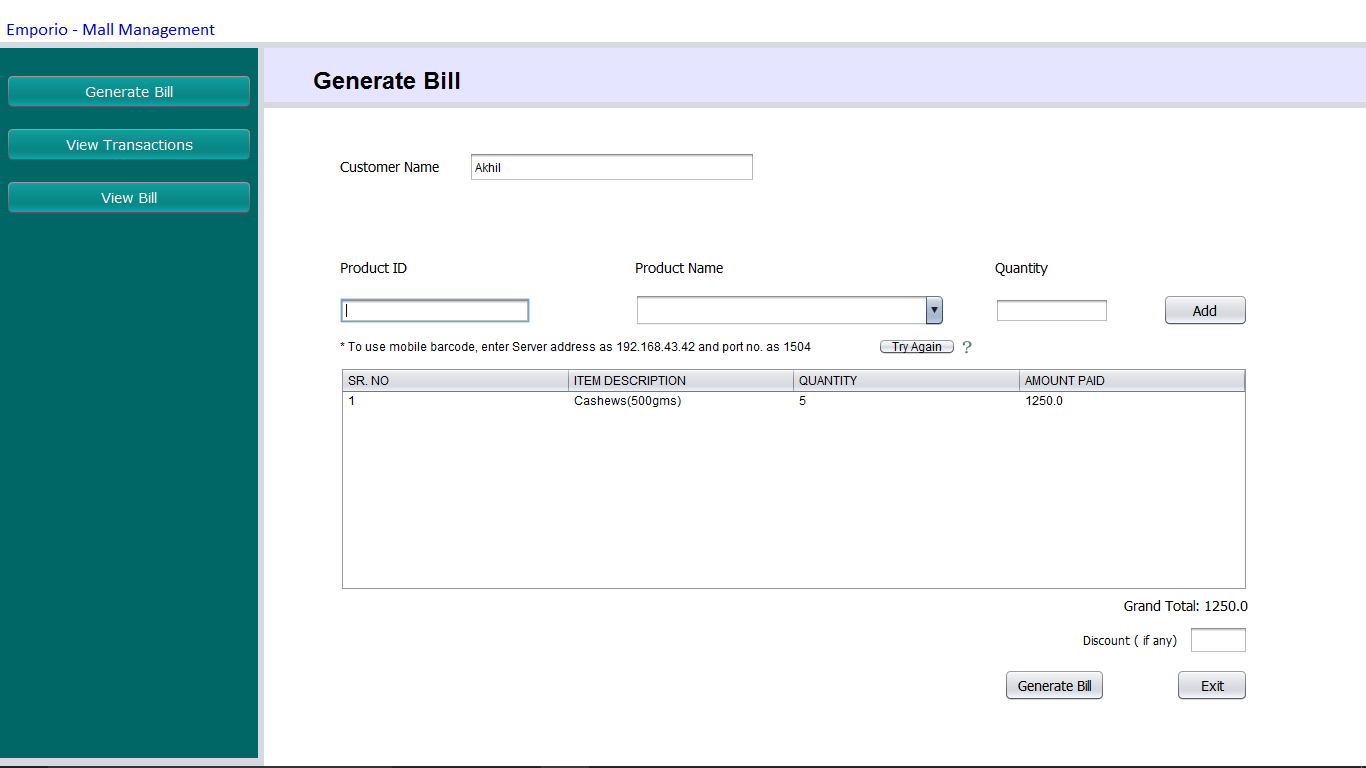 Emporio - Mall Management
Generate Bill
View Transactions
View Bill
Generate Bill
Customer Name Akhil
Product ID Product Name Quantity
Add
* To use mobile barcode, enter Server address as 192.168.43.42 and port no. as 1504 Try Again ?
SR. NO ITEM DESCRIPTION QUANTITY AMOUNT PAID
1 Cashews(500gms) 5 1250.0
Grand Total: 1250.0
Discount ( if any)
Generate Bill Exit